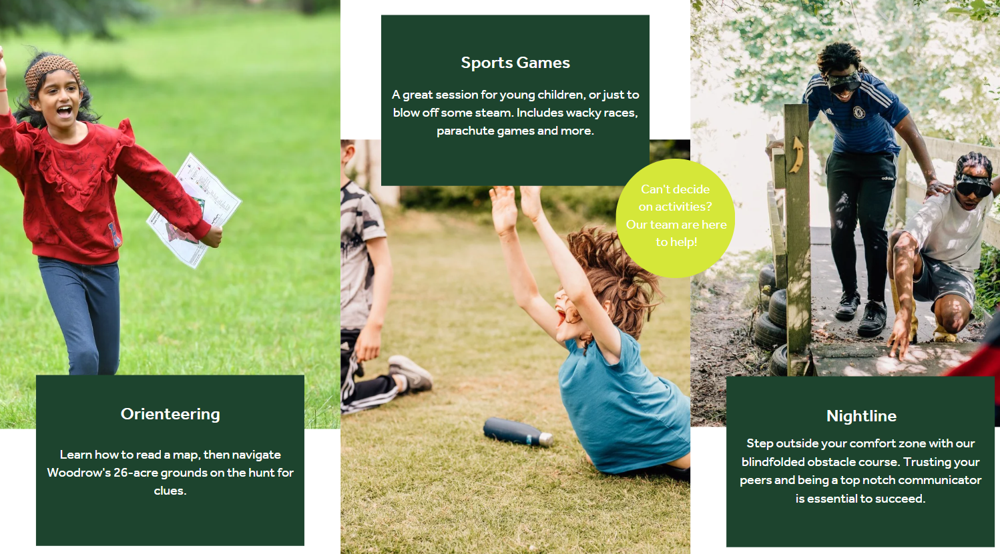 Sports Games
A great session for young children, or just to
blow off some steam. Includes wacky races,
parachute games and more.
Can't decide
on activities?
Our team are here
to help!
adidas
Orienteering
Learn how to read a map, then navigate
Woodrow's 26-acre grounds on the hunt for
clues.
Nightline
Step outside your comfort zone with our
blindfolded obstacle course. Trusting your
peers and being a top notch communicator
is essential to succeed.